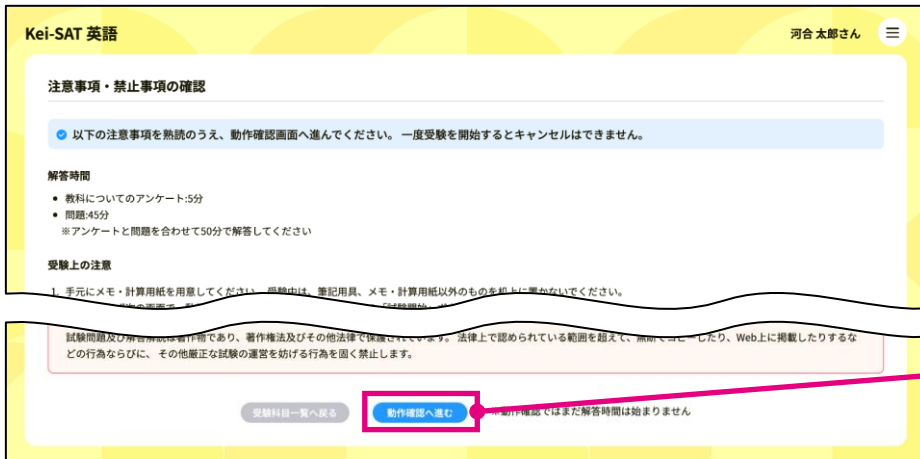 Kei-SAT 英語
河合 太郎さん
注意事項・禁止事項の確認
以下の注意事項を熟読のうえ、動作確認画面へ進んでください。 一度受験を開始するとキャンセルはできません。
解答時間
• 教科についてのアンケート:5分
• 問題:45分
※アンケートと問題を合わせて50分で解答してください
受験上の注意
1. 手元にメモ・計算用紙を用意してください。受験中は、筆記用具、メモ・計算用紙以外のものを机上に置かないでください。
試験問題及び解答解説は著作物であり、著作権法及びその他法律で保護されています。 法律上で認められている範囲を超えて、無断でコピーしたり、Web上に掲載したりするな
どの行為ならびに、 その他厳正な試験の運営を妨げる行為を固く禁止します。
受験科目一覧へ戻る
動作確認へ進む
※動作確認ではまだ解答時間は始まりません